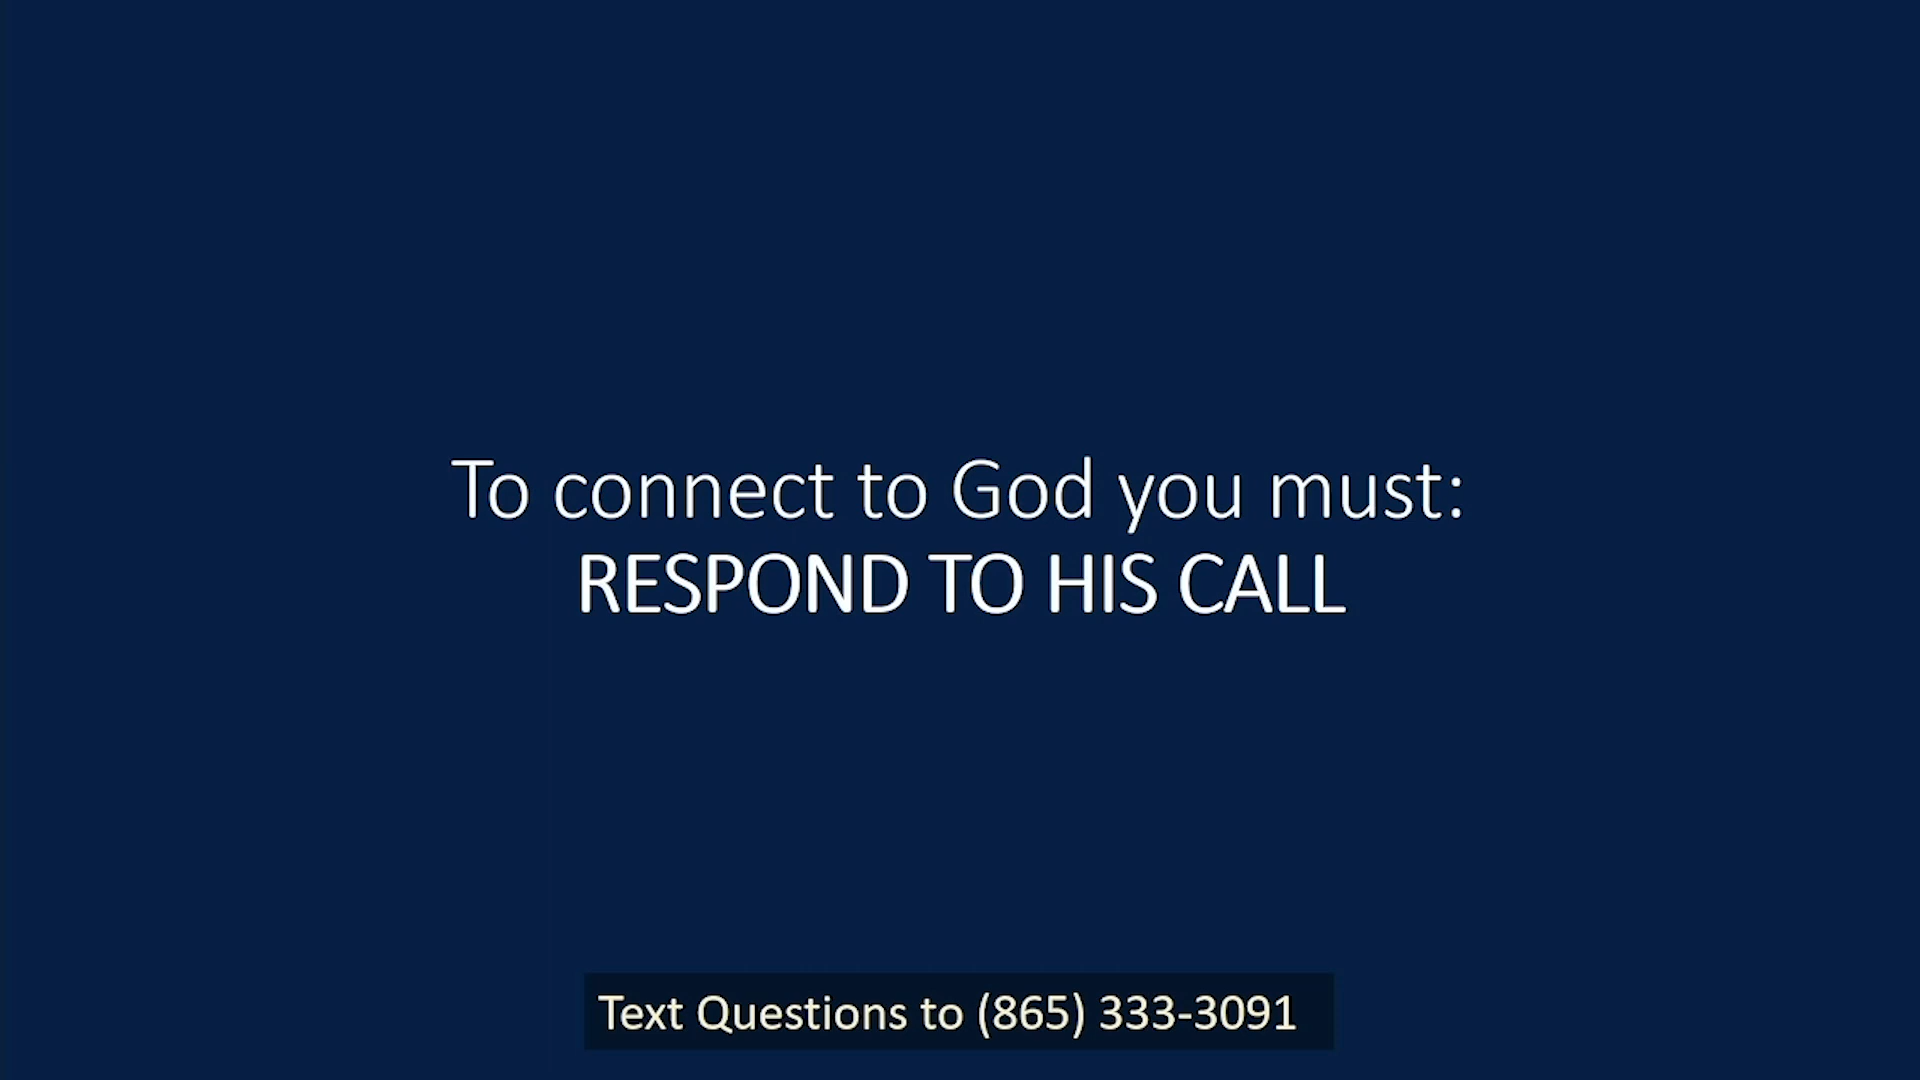 To connect to God you must:
RESPOND TO HIS CALL
Text Questions to (865) 333-3091